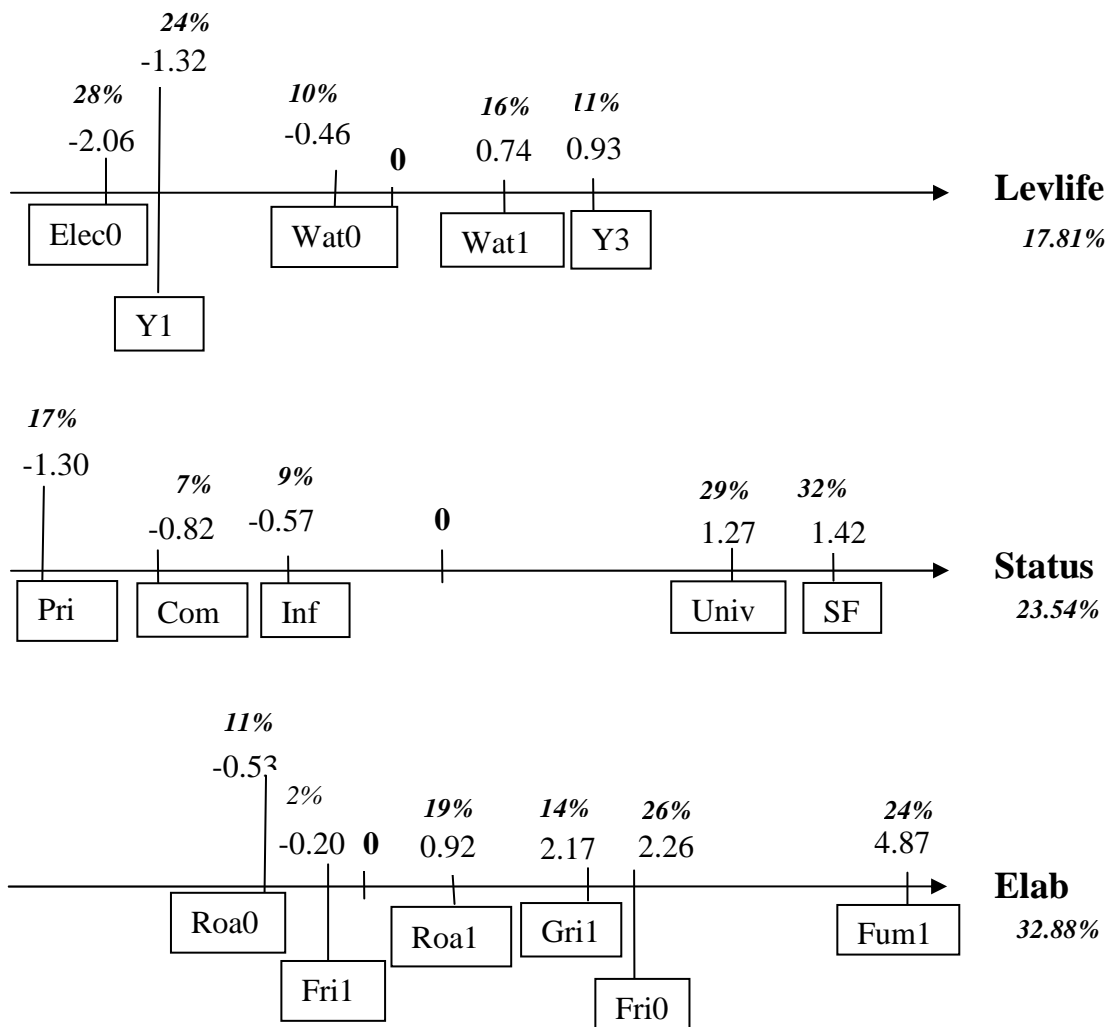 24%
-1.32
28% 10% 16% 11%
-2.06 -0.46 0 0.74 0.93
Levlife
Elec0 Wat0 Wat1 Y3 17.81%
Y1
17%
-1.30
7% 9% 29% 32%
-0.82 -0.57 0 1.27 1.42
Status
Pri Com Inf Univ SF 23.54%
11%
-0.53
2% 19% 14% 26% 24%
-0.20 0 0.92 2.17 2.26 4.87
Elab
Roa0 Roa1 Gri1 Fum1 32.88%
Fri1 Fri0